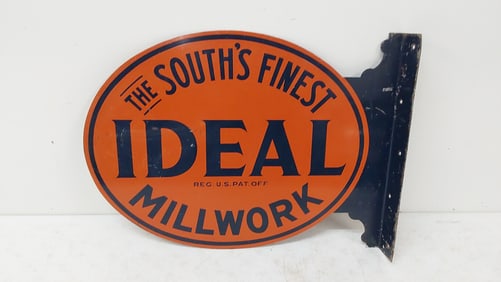 THE SOUTH'S FINEST
IDEAL
REG. U.S. PAT. OFF.
MILLWORK